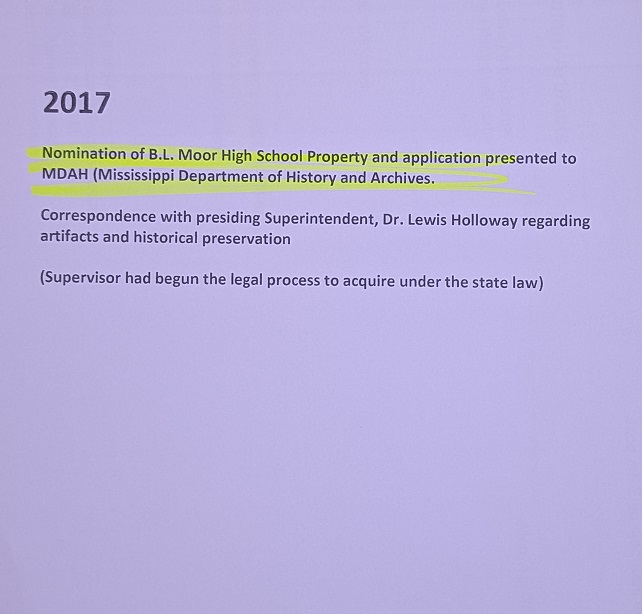 2017
Nomination of B.L. Moor High School Property and application presented to
MDAH (Mississippi Department of History and Archives.
Correspondence with presiding Superintendent, Dr. Lewis Holloway regarding
artifacts and historical preservation
(Supervisor had begun the legal process to acquire under the state law)